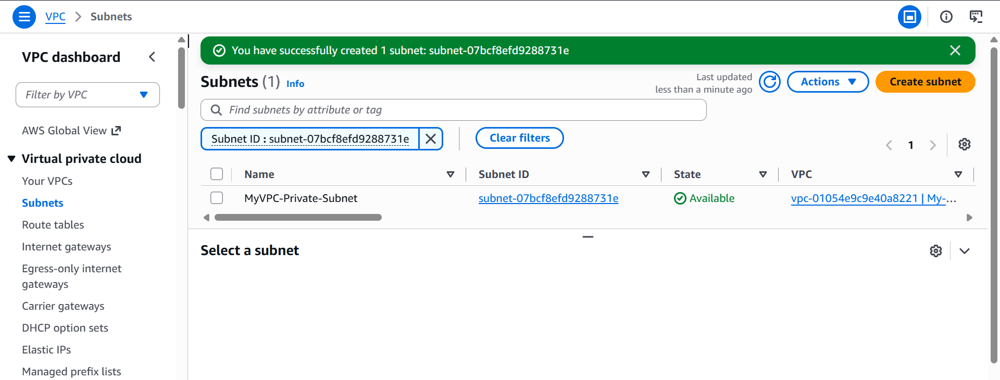 VPC > Subnets
VPC dashboard
Filter by VPC
AWS Global View
Virtual private cloud
Your VPCs
Subnets
Route tables
Internet gateways
Egress-only internet
gateways
Carrier gateways
DHCP option sets
Elastic IPs
Managed prefix lists
You have successfully created 1 subnet: subnet-07bcf8efd9288731e
Subnets (1) Info
Last updated
less than a minute ago
Actions
Create subnet
Find subnets by attribute or tag
Subnet ID : subnet-07bcf8efd9288731e
Clear filters
1
Name Subnet ID State VPC
MyVPC-Private-Subnet subnet-07bcf8efd9288731e Available vpc-01054e9c9e40a8221 | My-...
Select a subnet